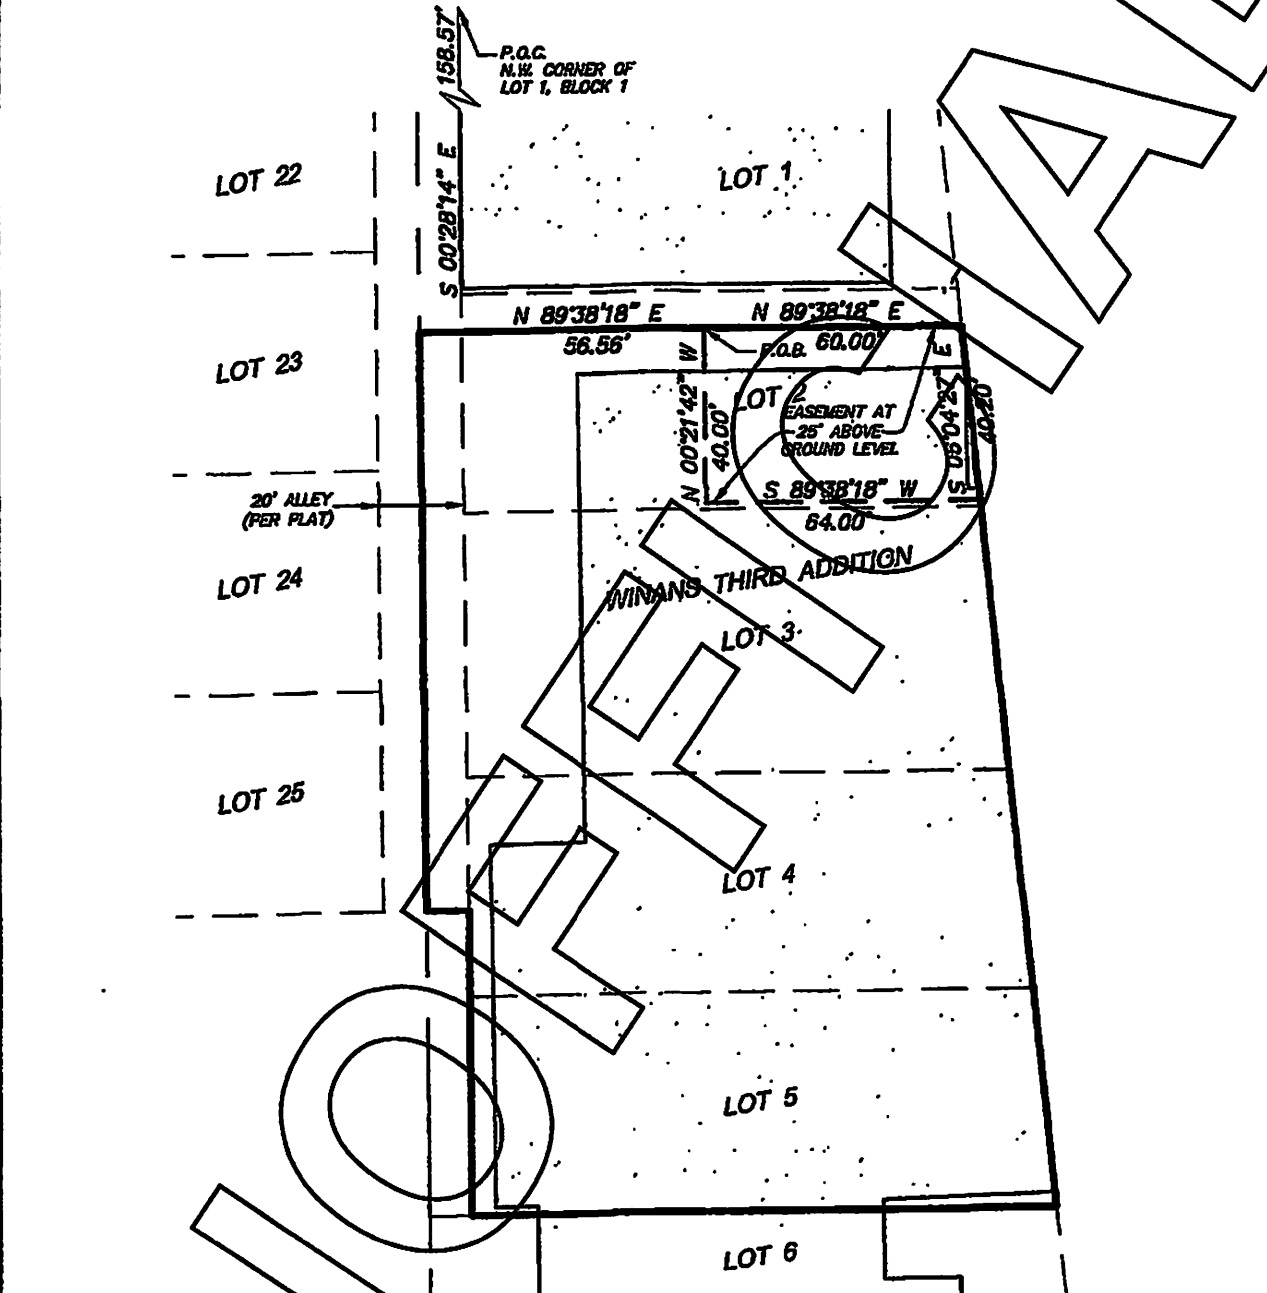 158.57'
P.O.C.
N.W. CORNER OF
LOT 1, BLOCK 1
S 00°28'14" E
LOT 22
LOT 1
N 89°38'18" E
N 89°38'18" E
56.56'
60.00'
P.O.B.
LOT 23
LOT 2
N 00°21'42" W
40.00'
EASEMENT AT
25' ABOVE
GROUND LEVEL
S 05°04'27" E
40.20'
S 89°38'18" W
64.00'
20' ALLEY
(PER PLAT)
LOT 24
WINANS THIRD ADDITION
LOT 3
LOT 25
LOT 4
LOT 5
LOT 6